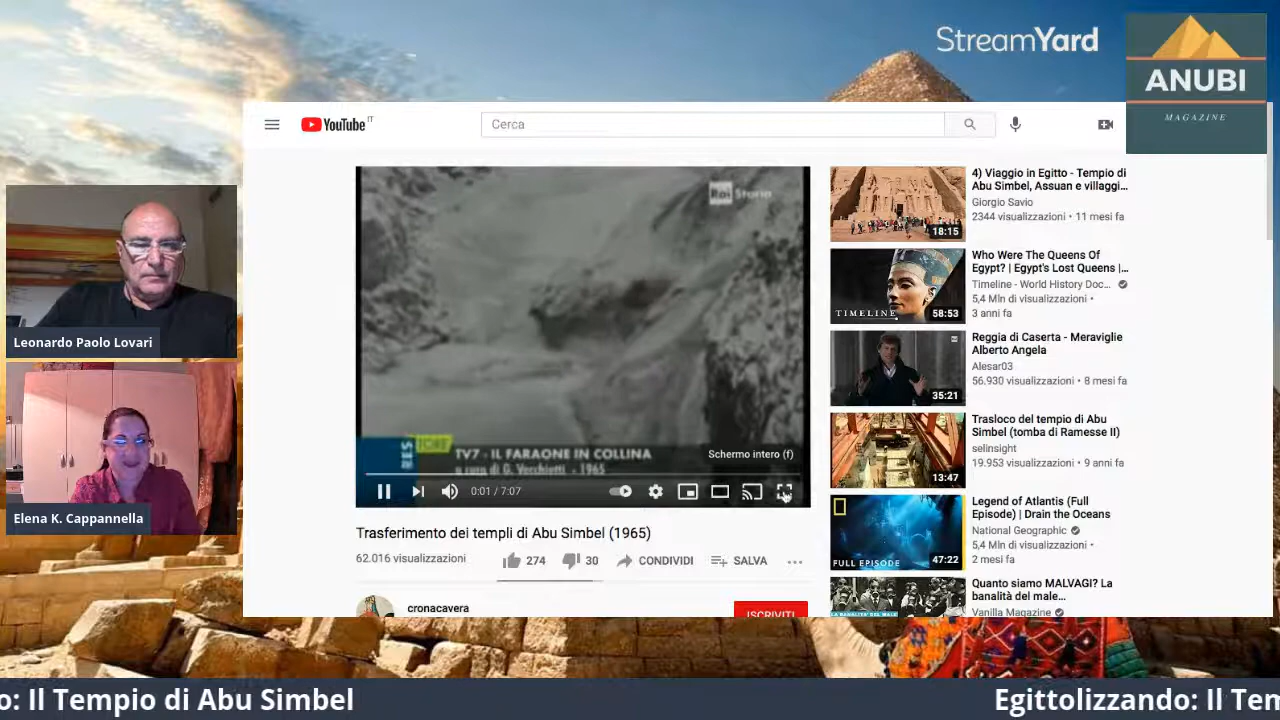 StreamYard
ANUBI
MAGAZINE
YouTube IT
Cerca
Rai Storia
TV7 - IL FARAONE IN COLLINA
a cura di G. Vecchietti - 1965
Schermo intero (f)
0:01 / 7:07
Trasferimento dei templi di Abu Simbel (1965)
62.016 visualizzazioni
274
30
CONDIVIDI
SALVA
cronacavera
ISCRIVITI
4) Viaggio in Egitto - Tempio di
Abu Simbel, Assuan e villaggi...
Giorgio Savio
2344 visualizzazioni • 11 mesi fa
18:15
Who Were The Queens Of
Egypt? | Egypt's Lost Queens |...
Timeline - World History Doc...
5,4 Mln di visualizzazioni •
3 anni fa
TIMELINE
58:53
Reggia di Caserta - Meraviglie
Alberto Angela
Alesar03
56.930 visualizzazioni • 8 mesi fa
35:21
Trasloco del tempio di Abu
Simbel (tomba di Ramesse II)
selinsight
19.953 visualizzazioni • 9 anni fa
13:47
Legend of Atlantis (Full
Episode) | Drain the Oceans
National Geographic
5,4 Mln di visualizzazioni •
2 mesi fa
FULL EPISODE
47:22
Quanto siamo MALVAGI? La
banalità del male...
Vanilla Magazine
Leonardo Paolo Lovari
Elena K. Cappannella
o: Il Tempio di Abu Simbel
Egittolizzando: Il Ten